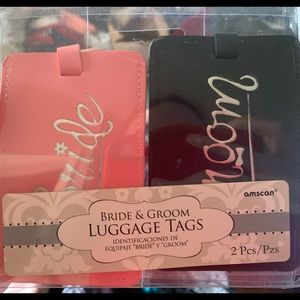 Bride
Groom
amscan®
BRIDE & GROOM
LUGGAGE TAGS
IDENTIFICACIONES DE
EQUIPAJE "BRIDE" Y "GROOM"
2 Pcs/Pzs